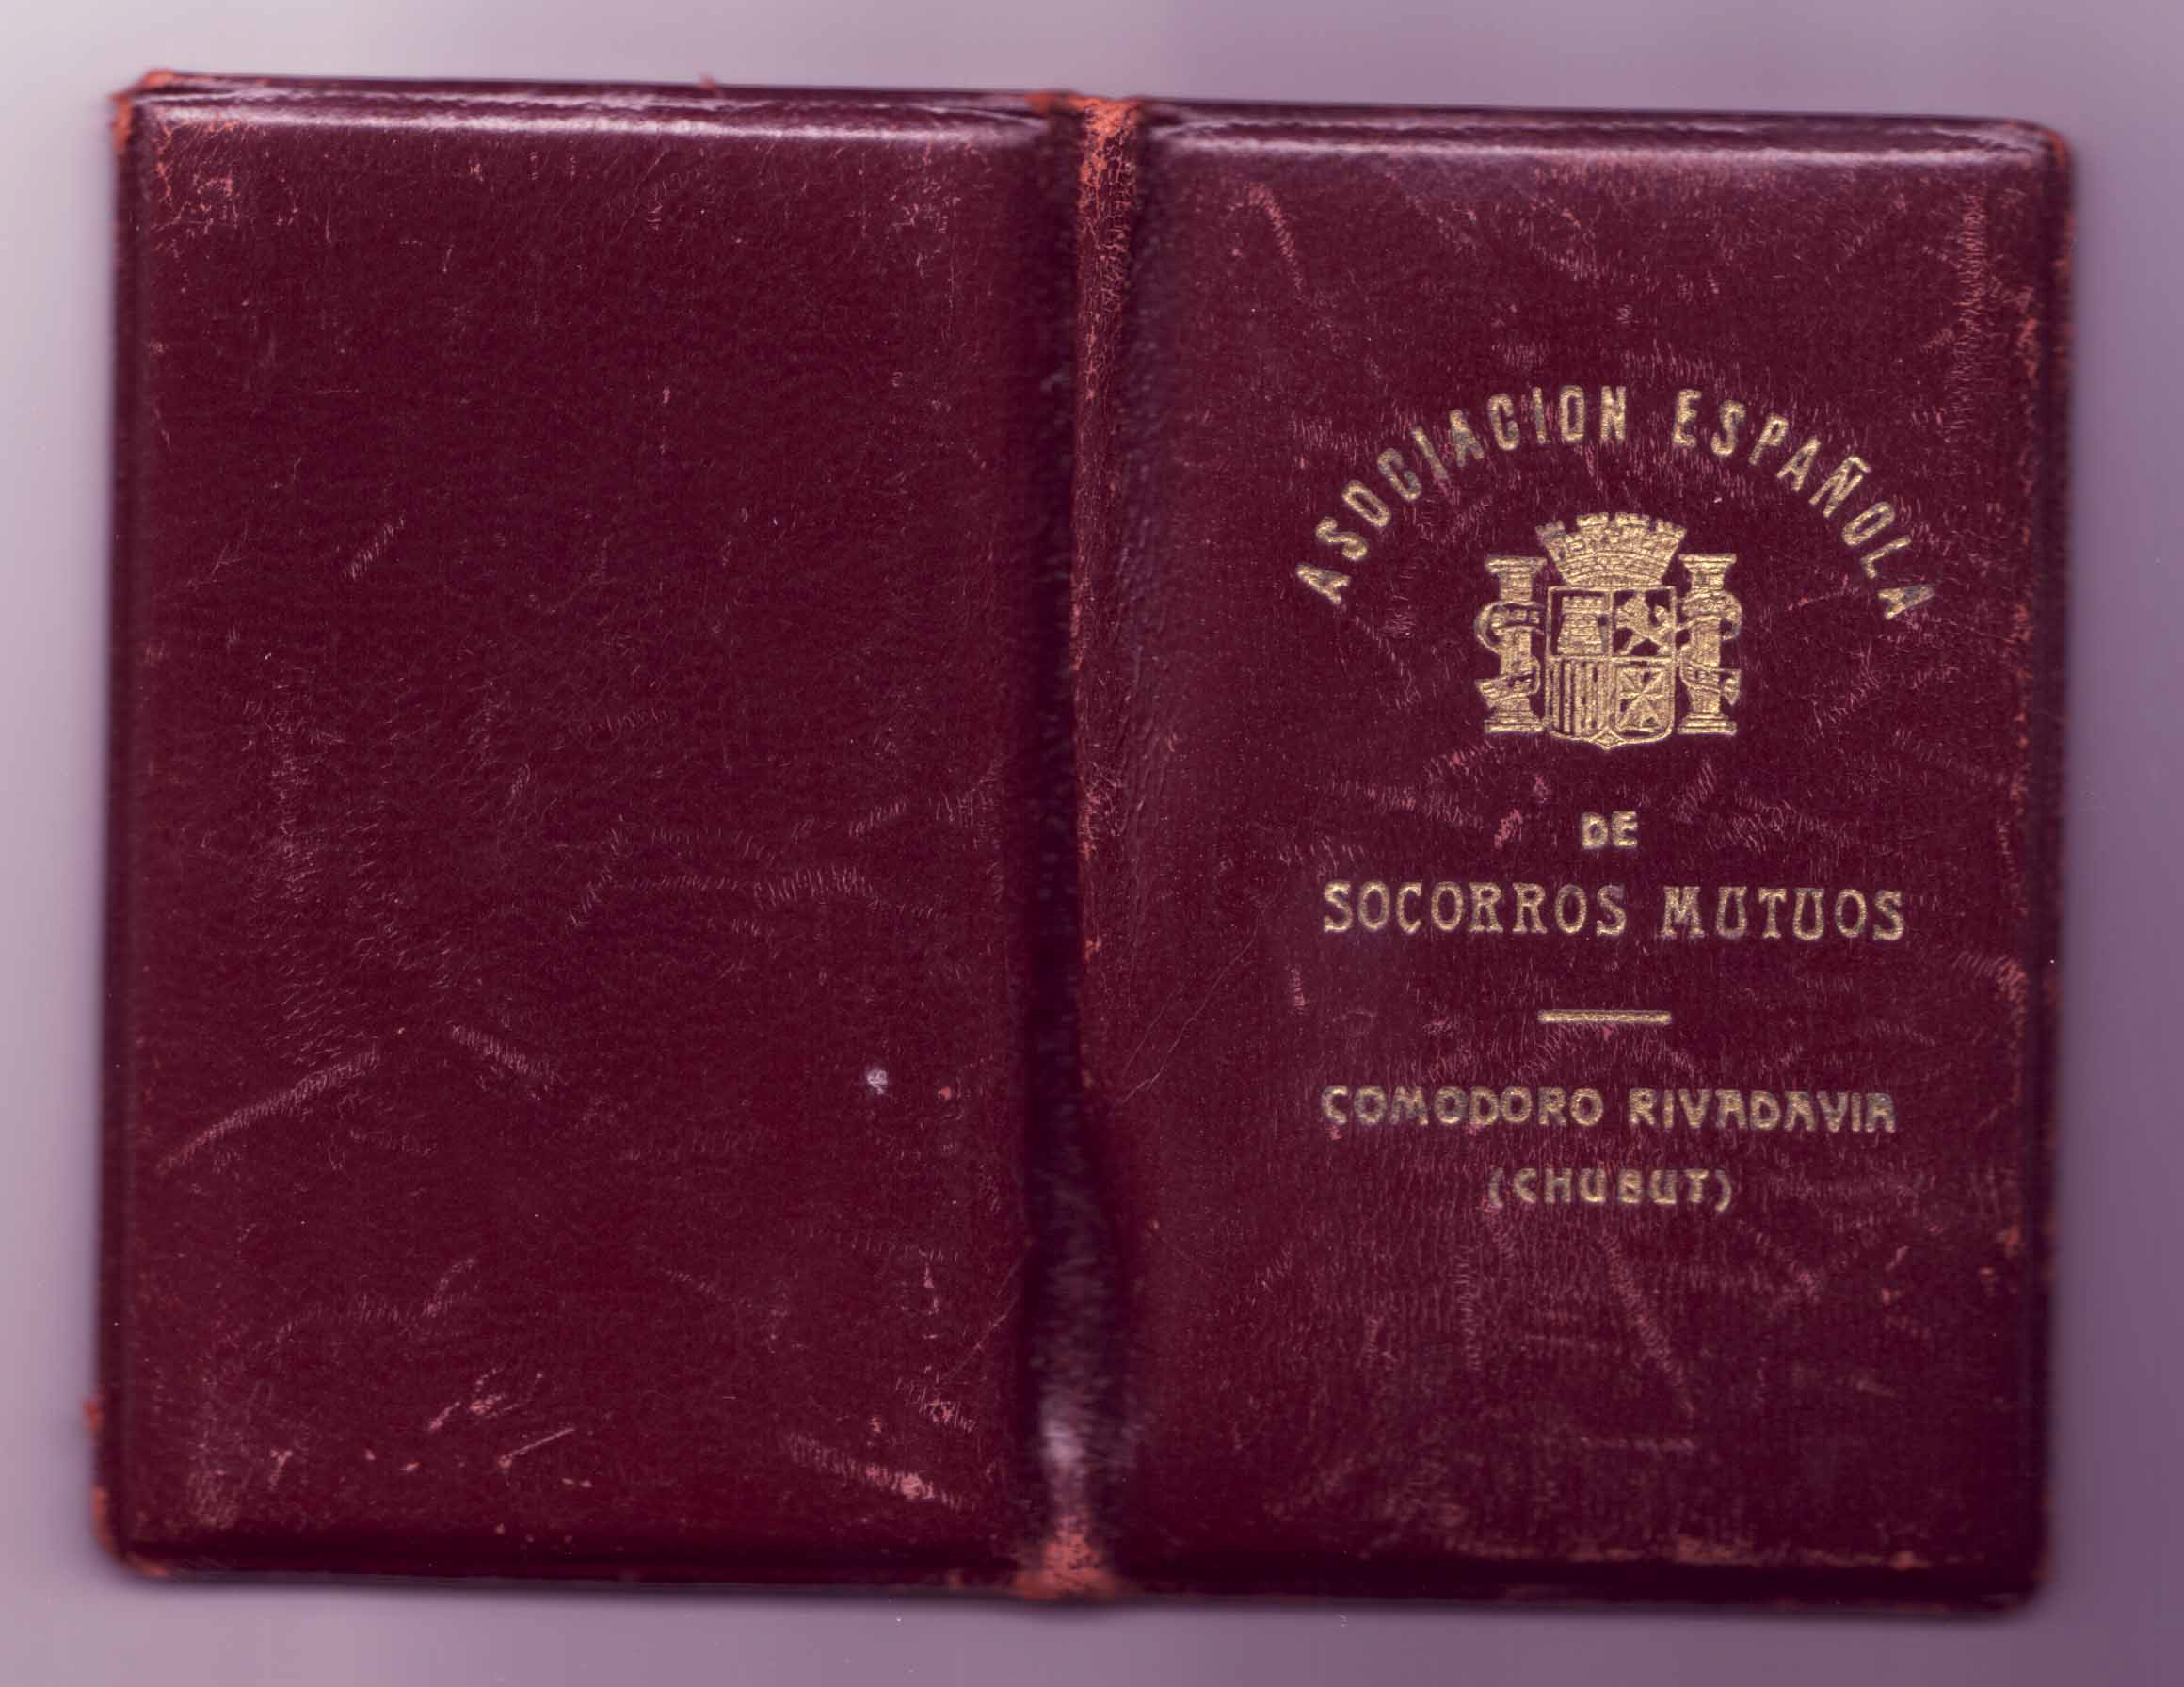 ASOCIACION ESPAÑOLA
DE
SOCORROS MUTUOS
COMODORO RIVADAVIA
(CHUBUT)